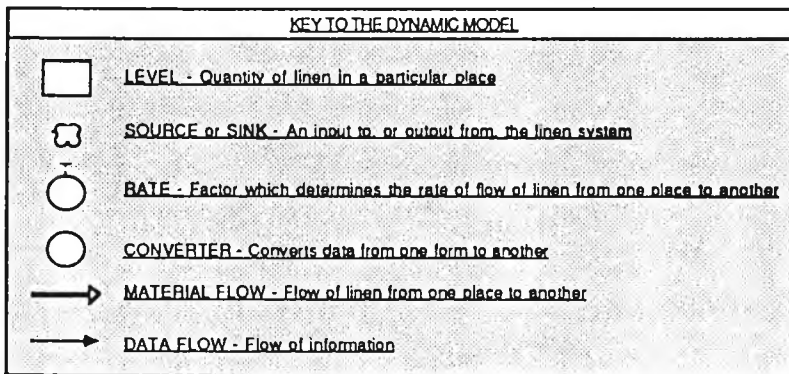 KEY TO THE DYNAMIC MODEL
LEVEL - Quantity of linen in a particular place
SOURCE or SINK - An input to, or output from, the linen system
RATE - Factor which determines the rate of flow of linen from one place to another
CONVERTER - Converts data from one form to another
MATERIAL FLOW - Flow of linen from one place to another
DATA FLOW - Flow of information